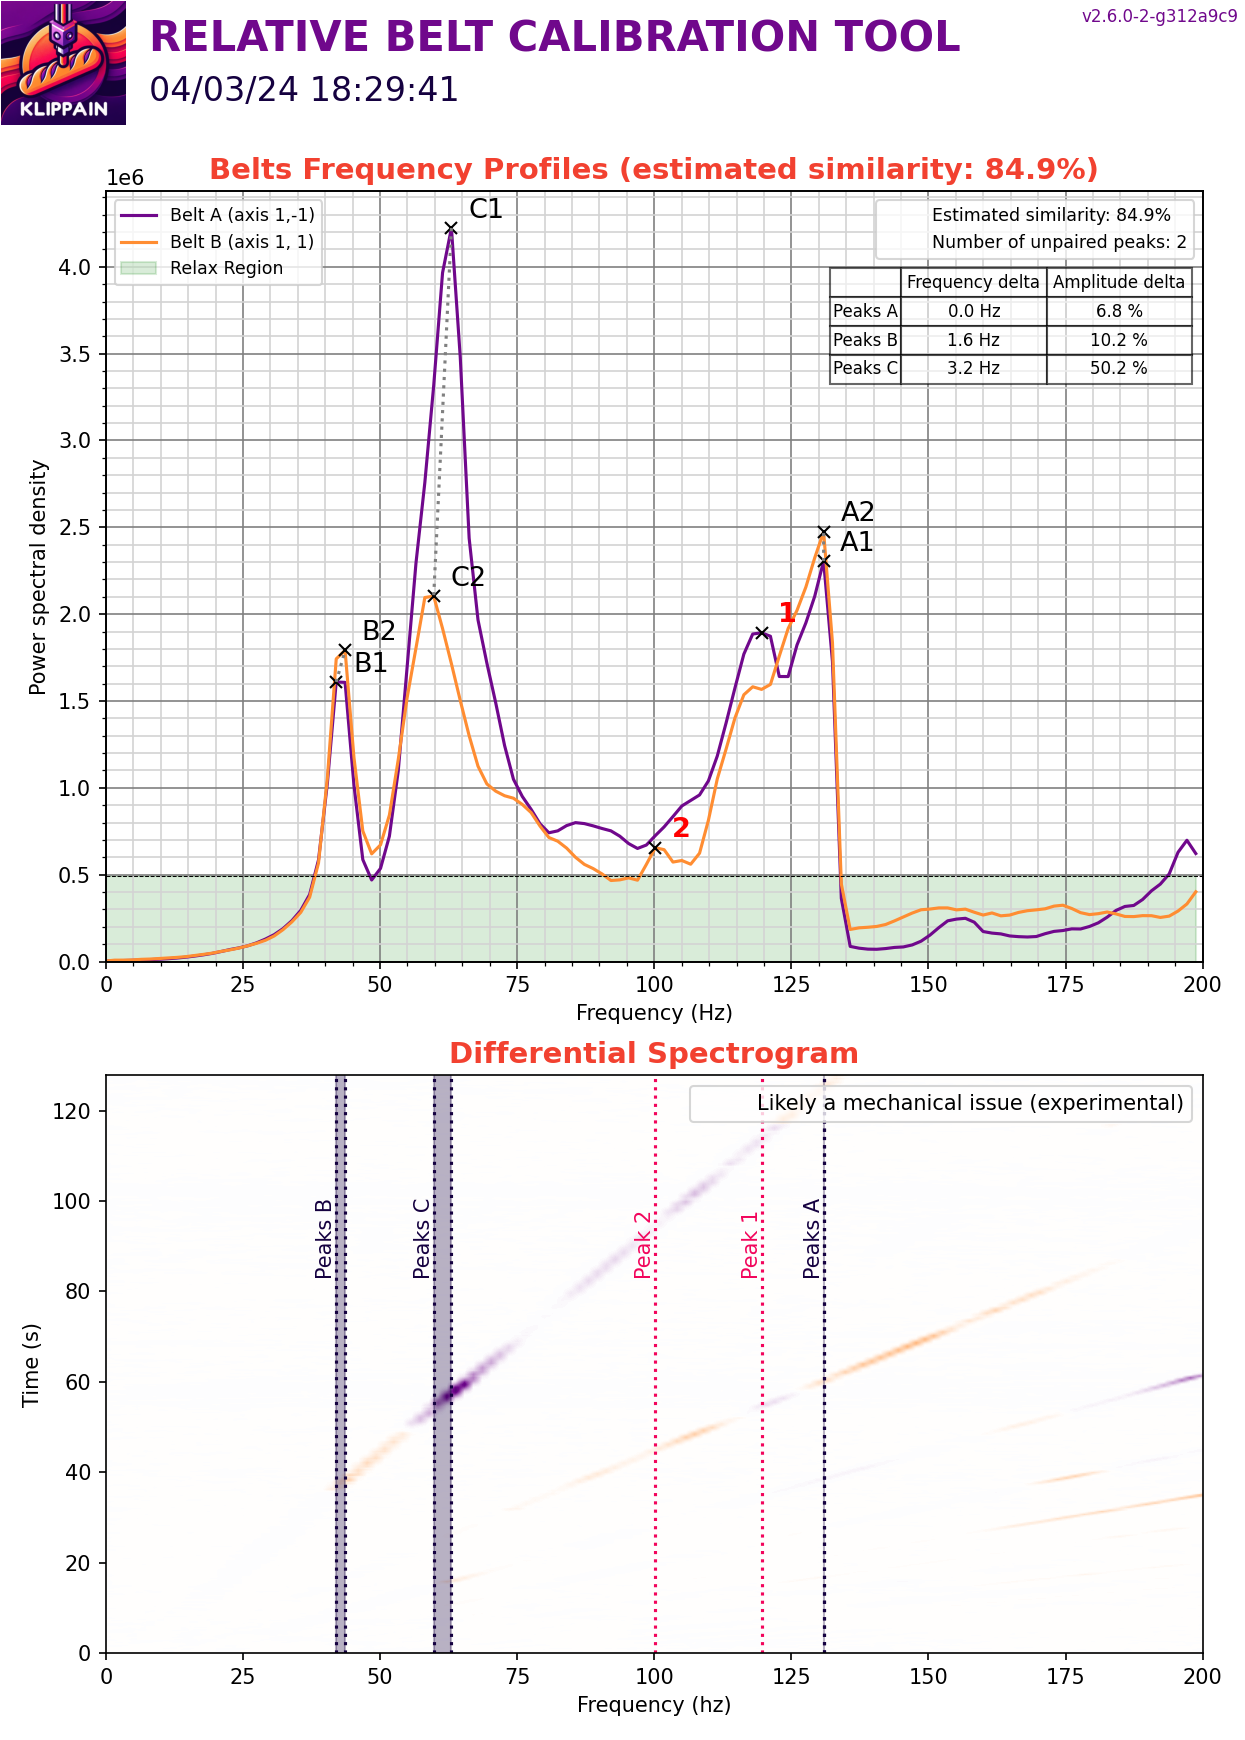 v2.6.0-2-g312a9c9
RELATIVE BELT CALIBRATION TOOL
04/03/24 18:29:41
KLIPPAIN
Belts Frequency Profiles (estimated similarity: 84.9%)
1e6
Belt A (axis 1,-1)
Belt B (axis 1, 1)
Relax Region
Estimated similarity: 84.9%
Number of unpaired peaks: 2
Frequency delta Amplitude delta
Peaks A 0.0 Hz 6.8 %
Peaks B 1.6 Hz 10.2 %
Peaks C 3.2 Hz 50.2 %
C1
C2
B2
B1
A2
A1
1
2
4.0
3.5
3.0
2.5
2.0
1.5
1.0
0.5
0.0
Power spectral density
0 25 50 75 100 125 150 175 200
Frequency (Hz)
Differential Spectrogram
Likely a mechanical issue (experimental)
Peaks B
Peaks C
Peak 2
Peak 1
Peaks A
120
100
80
60
40
20
0
Time (s)
0 25 50 75 100 125 150 175 200
Frequency (hz)